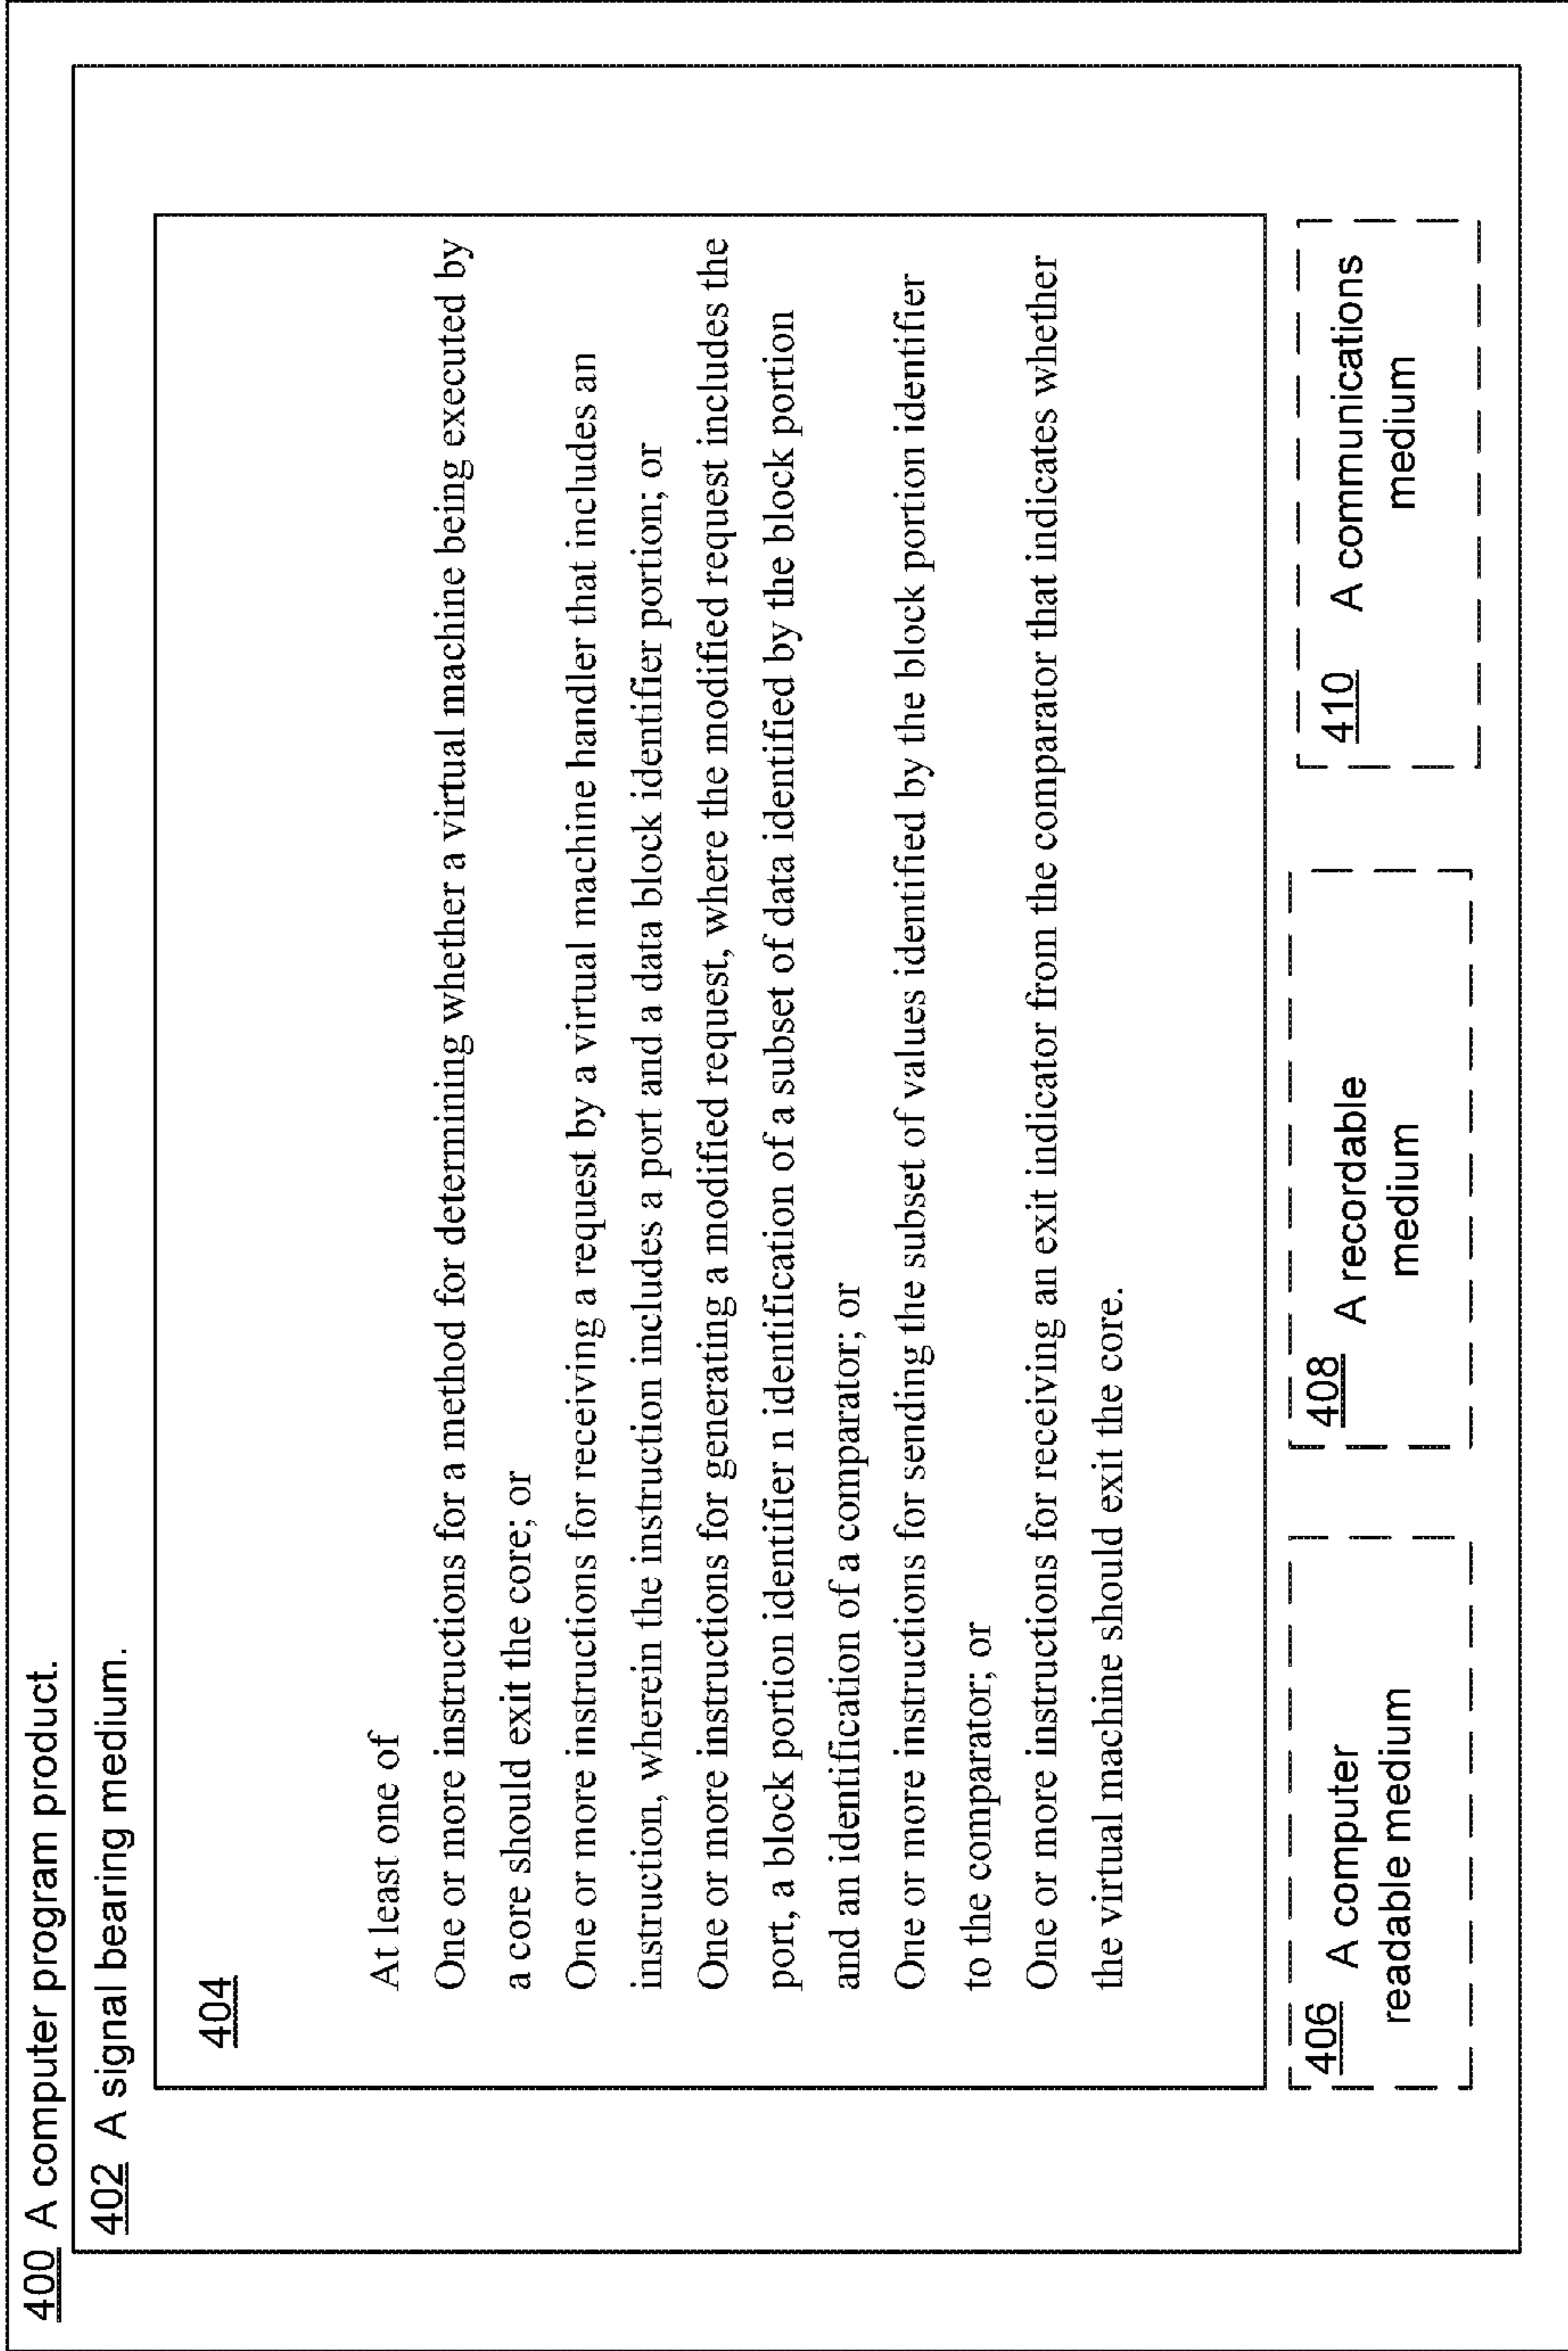 400 A computer program product.
402 A signal bearing medium.
404
At least one of
One or more instructions for a method for determining whether a virtual machine being executed by
a core should exit the core; or
One or more instructions for receiving a request by a virtual machine handler that includes an
instruction, wherein the instruction includes a port and a data block identifier portion; or
One or more instructions for generating a modified request, where the modified request includes the
port, a block portion identifier n identification of a subset of data identified by the block portion
and an identification of a comparator; or
One or more instructions for sending the subset of values identified by the block portion identifier
to the comparator; or
One or more instructions for receiving an exit indicator from the comparator that indicates whether
the virtual machine should exit the core.
406 A computer
readable medium
408 A recordable
medium
410 A communications
medium